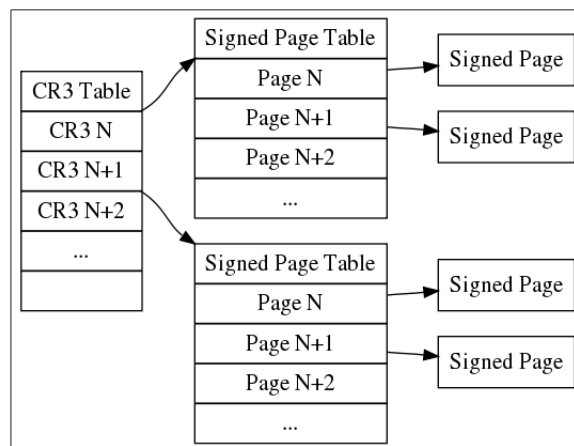 CR3 Table
CR3 N
CR3 N+1
CR3 N+2
...
Signed Page Table
Page N
Page N+1
Page N+2
...
Signed Page
Signed Page
Signed Page Table
Page N
Page N+1
Page N+2
...
Signed Page
Signed Page